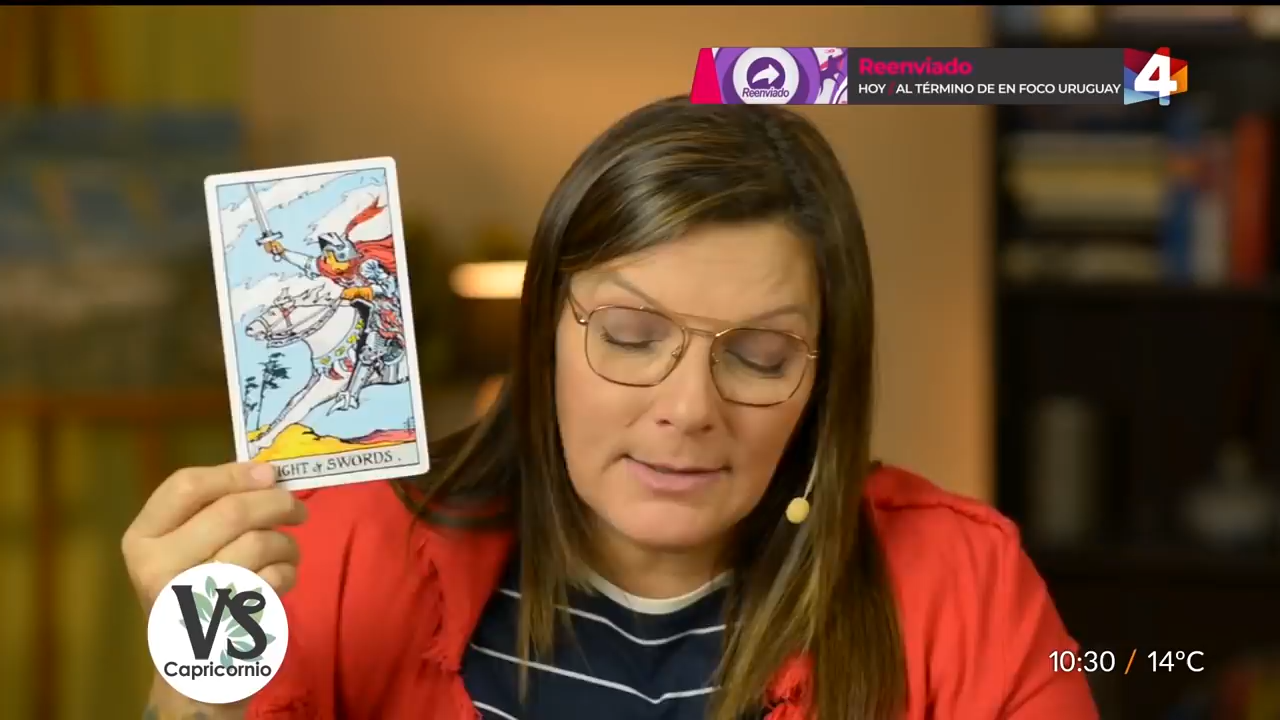 Reenviado
Reenviado
HOY / AL TÉRMINO DE EN FOCO URUGUAY
4
IGHT of SWORDS.
VS
Capricornio
10:30 / 14°C